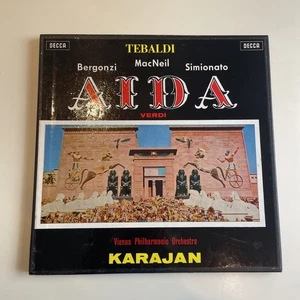 DECCA
DECCA
TEBALDI
Bergonzi MacNeil Simionato
AIDA
VERDI
Vienna Philharmonic Orchestra
KARAJAN